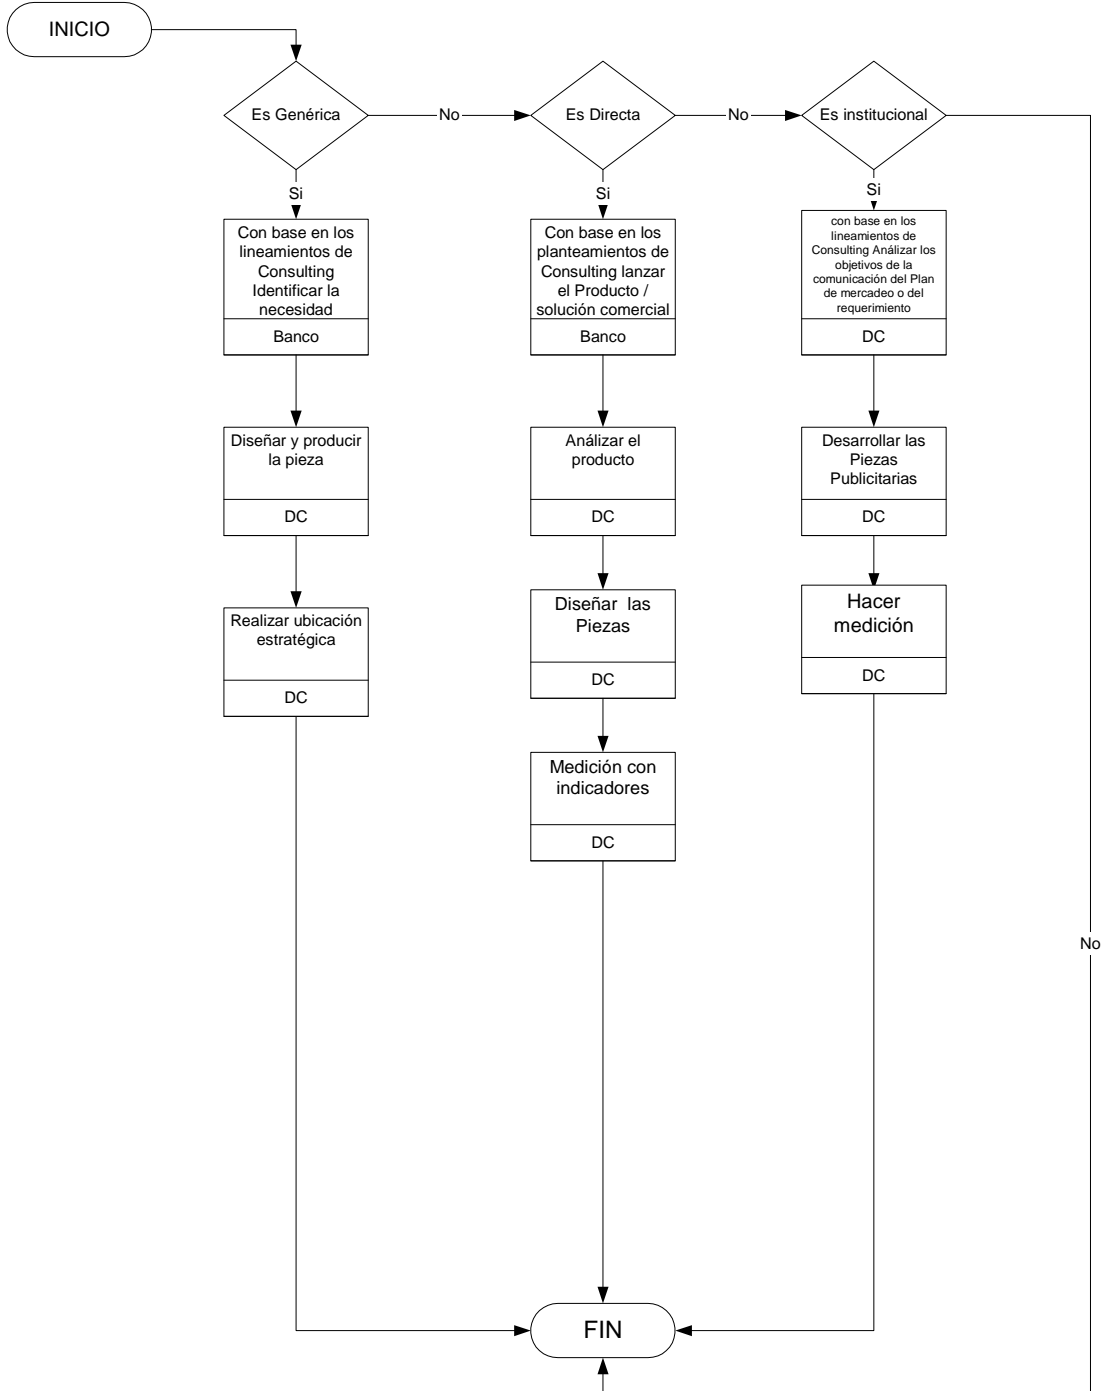 INICIO
Es Genérica
No
Es Directa
No
Es institucional
Si
Si
Si
Con base en los
lineamientos de
Consulting
Identificar la
necesidad
Banco
Con base en los
planteamientos de
Consulting lanzar
el Producto /
solución comercial
Banco
con base en los
lineamientos de
Consulting Análizar los
objetivos de la
comunicación del Plan
de mercadeo o del
requerimiento
DC
Diseñar y producir
la pieza
DC
Análizar el
producto
DC
Desarrollar las
Piezas
Publicitarias
DC
Realizar ubicación
estratégica
DC
Diseñar las
Piezas
DC
Hacer
medición
DC
Medición con
indicadores
DC
No
FIN